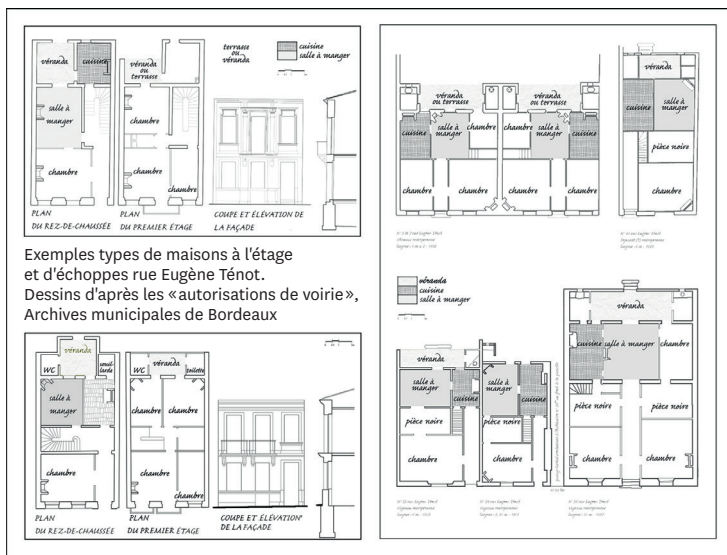 véranda
cuisine
véranda
ou
terrasse
terrasse
ou
véranda
cuisine
salle à manger
salle à
manger
chambre
chambre
chambre
chambre
PLAN
DU REZ-DE-CHAUSSÉE
PLAN
DU PREMIER ÉTAGE
COUPE ET ÉLÉVATION DE
LA FAÇADE
Exemples types de maisons à l'étage
et d'échoppes rue Eugène Ténot.
Dessins d'après les «autorisations de voirie»,
Archives municipales de Bordeaux
véranda
WC
souil-
larde
salle à
manger
chambre
PLAN
DU REZ-DE-CHAUSSÉE
véranda
WC
toilette
chambre
chambre
chambre
chambre
PLAN
DU PREMIER ÉTAGE
COUPE ET ÉLÉVATION
DE LA FAÇADE
véranda
ou terrasse
véranda
ou terrasse
cuisine
salle à
manger
chambre
chambre
salle à
manger
cuisine
chambre
chambre
chambre
chambre
véranda
cuisine
salle à
manger
pièce noire
chambre
véranda
cuisine
salle à manger
véranda
salle à
manger
cuisine
pièce noire
chambre
salle à
manger
cuisine
pièce noire
chambre
véranda
cuisine
salle à manger
chambre
pièce noire
pièce noire
chambre
chambre